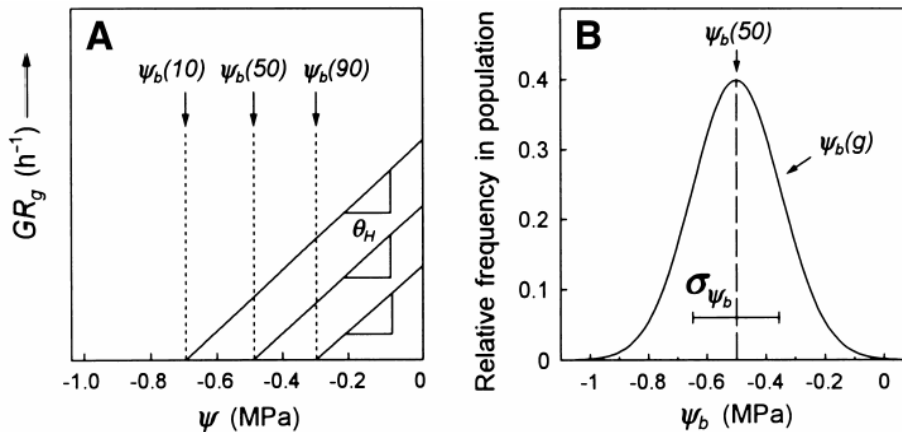 A
ψb(10) ψb(50) ψb(90)
GRg (h⁻¹)
θH
-1.0 -0.8 -0.6 -0.4 -0.2 0
ψ (MPa)
B
ψb(50)
Relative frequency in population
0.4
0.3
0.2
0.1
0
ψb(g)
σψb
-1 -0.8 -0.6 -0.4 -0.2 0
ψb (MPa)